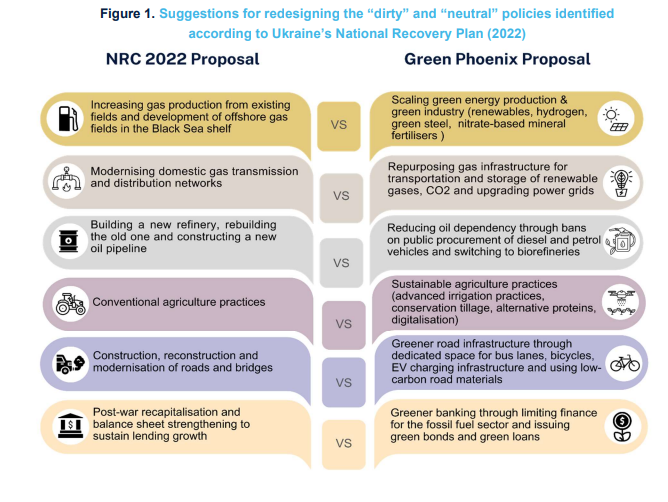 Figure 1. Suggestions for redesigning the “dirty” and “neutral” policies identified
according to Ukraine’s National Recovery Plan (2022)
NRC 2022 Proposal
Green Phoenix Proposal
Increasing gas production from existing
fields and development of offshore gas
fields in the Black Sea shelf
VS
Scaling green energy production &
green industry (renewables, hydrogen,
green steel, nitrate-based mineral
fertilisers )
Modernising domestic gas transmission
and distribution networks
VS
Repurposing gas infrastructure for
transportation and storage of renewable
gases, CO2 and upgrading power grids
Building a new refinery, rebuilding
the old one and constructing a new
oil pipeline
VS
Reducing oil dependency through bans
on public procurement of diesel and petrol
vehicles and switching to biorefineries
Conventional agriculture practices
VS
Sustainable agriculture practices
(advanced irrigation practices,
conservation tillage, alternative proteins,
digitalisation)
Construction, reconstruction and
modernisation of roads and bridges
VS
Greener road infrastructure through
dedicated space for bus lanes, bicycles,
EV charging infrastructure and using low-
carbon road materials
Post-war recapitalisation and
balance sheet strengthening to
sustain lending growth
VS
Greener banking through limiting finance
for the fossil fuel sector and issuing
green bonds and green loans